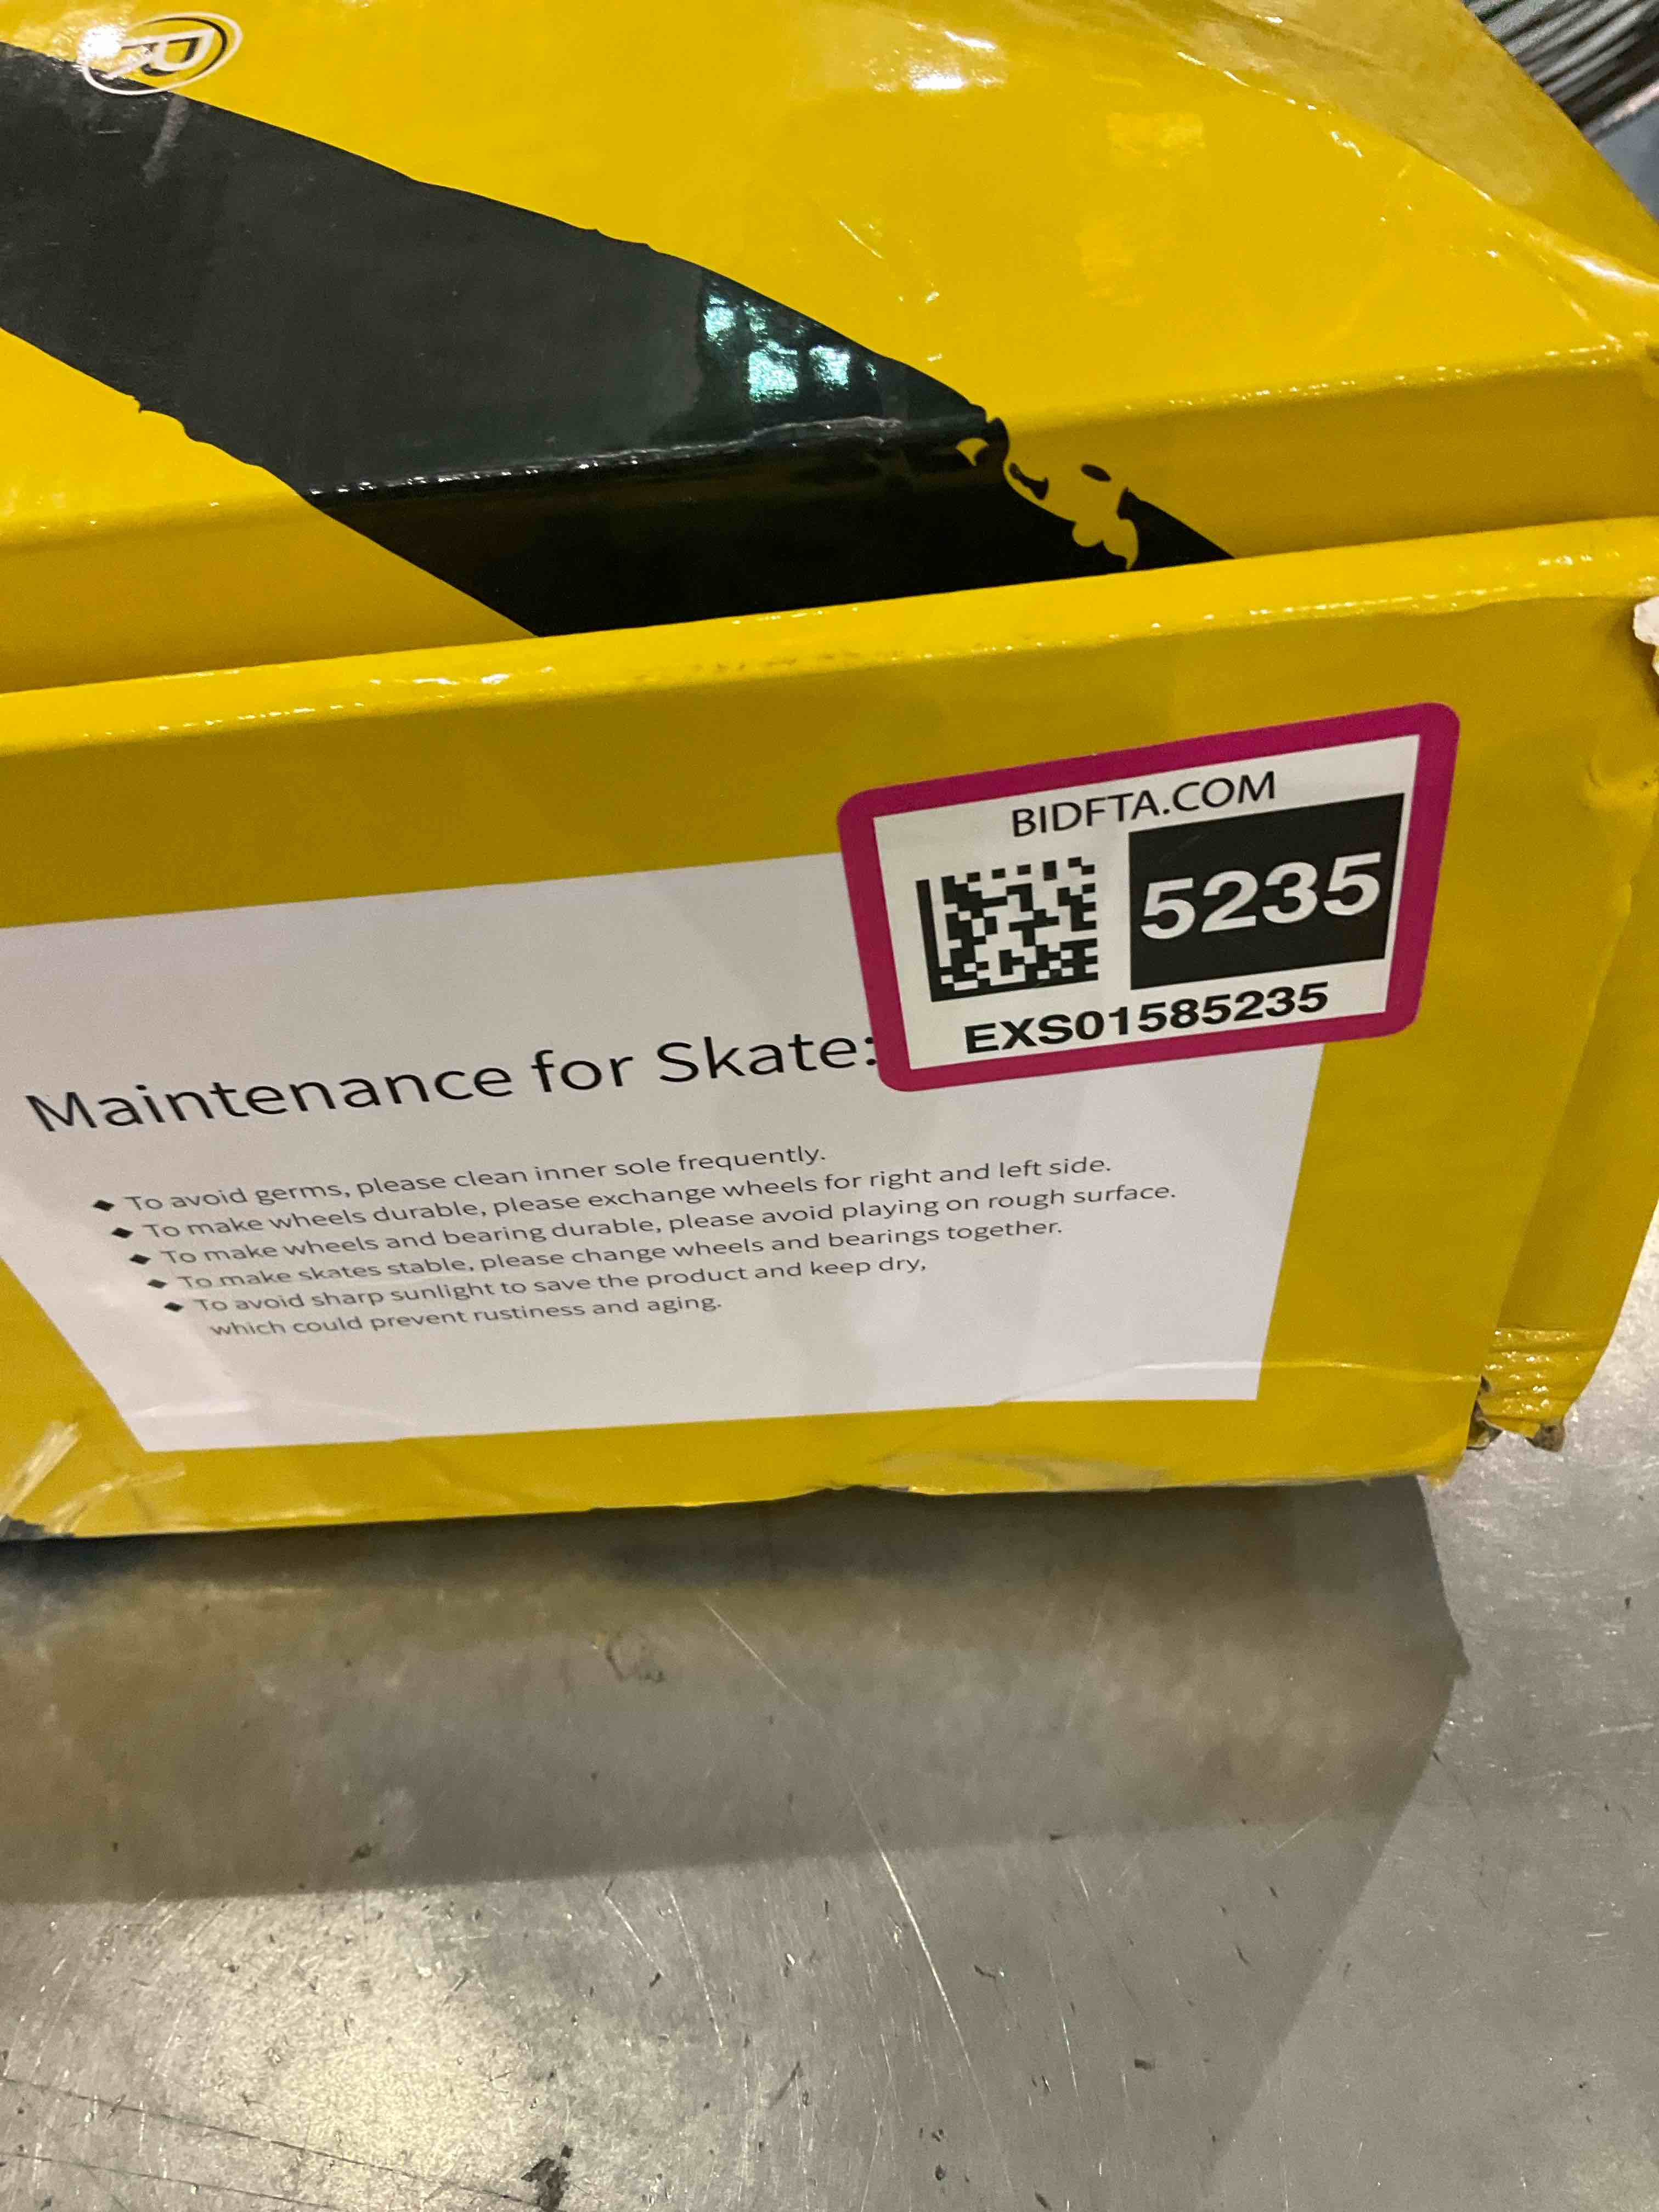 BIDFTA.COM
5235
EXS01585235
Maintenance for Skate:
◆ To avoid germs, please clean inner sole frequently.
◆ To make wheels durable, please exchange wheels for right and left side.
◆ To make wheels and bearing durable, please avoid playing on rough surface.
◆ To make skates stable, please change wheels and bearings together.
◆ To avoid sharp sunlight to save the product and keep dry,
which could prevent rustiness and aging.